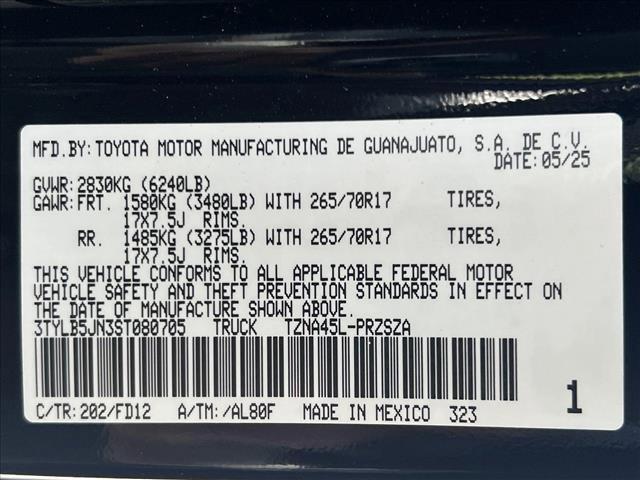 MFD.BY: TOYOTA MOTOR MANUFACTURING DE GUANAJUATO, S.A. DE C.V.
DATE: 05/25
GVWR: 2830KG (6240LB)
GAWR: FRT. 1580KG (3480LB) WITH 265/70R17 TIRES,
17X7.5J RIMS.
RR. 1485KG (3275LB) WITH 265/70R17 TIRES,
17X7.5J RIMS.
THIS VEHICLE CONFORMS TO ALL APPLICABLE FEDERAL MOTOR
VEHICLE SAFETY AND THEFT PREVENTION STANDARDS IN EFFECT ON
THE DATE OF MANUFACTURE SHOWN ABOVE.
3TYLB5JN3ST080705 TRUCK TZNA45L-PRZSZA
C/TR: 202/FD12 A/TM: /AL80F MADE IN MEXICO 323 1